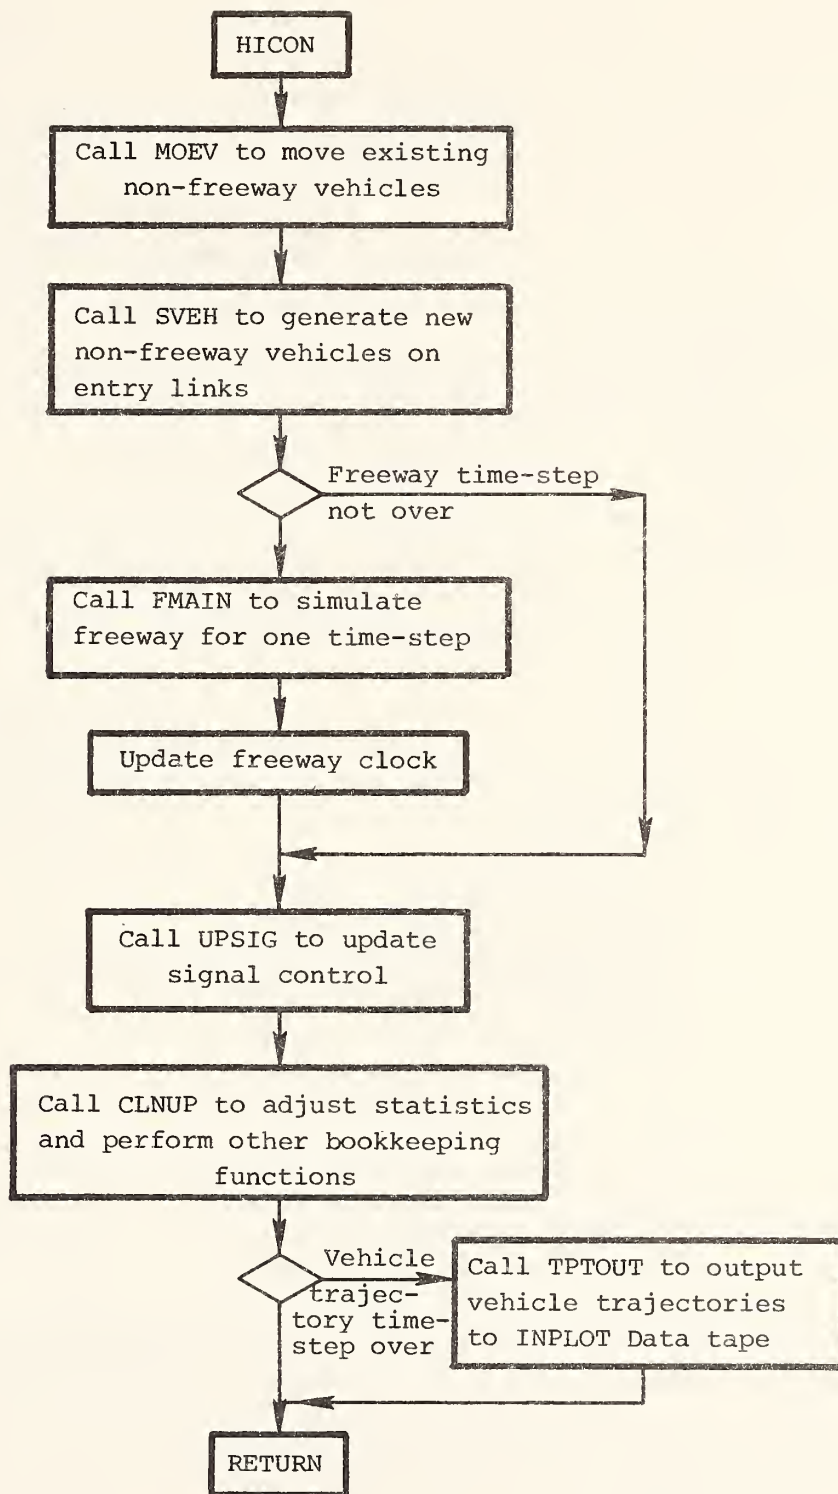 HICON
Call MOEV to move existing
non-freeway vehicles
Call SVEH to generate new
non-freeway vehicles on
entry links
Freeway time-step
not over
Call FMAIN to simulate
freeway for one time-step
Update freeway clock
Call UPSIG to update
signal control
Call CLNUP to adjust statistics
and perform other bookkeeping
functions
Vehicle
trajec-
tory time-
step over
Call TPTOUT to output
vehicle trajectories
to INPLOT Data tape
RETURN